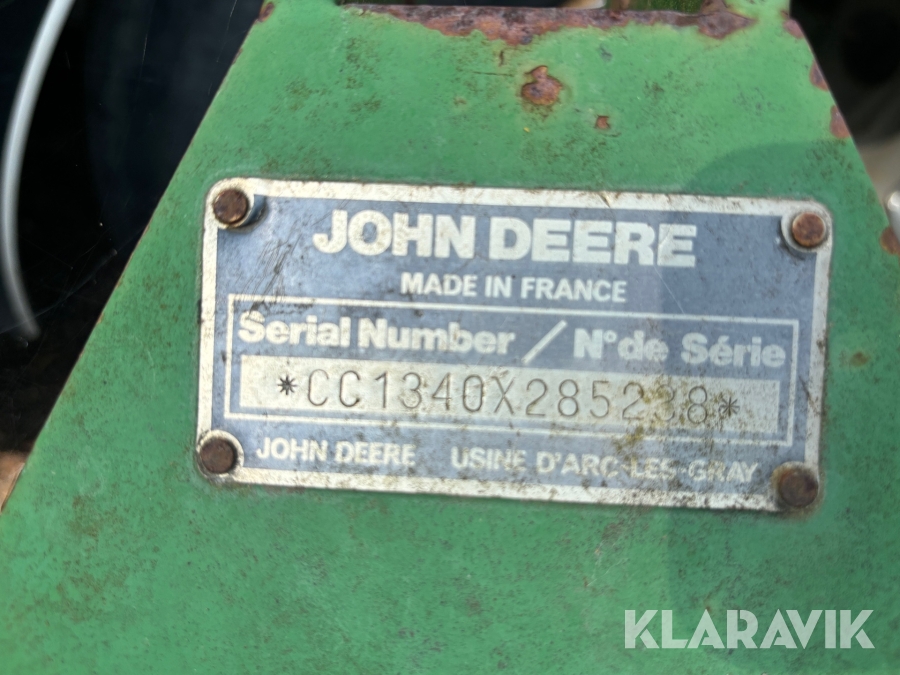 JOHN DEERE
MADE IN FRANCE
Serial Number / N° de Série
*CC1340X285238*
JOHN DEERE USINE D'ARC-LES-GRAY
KLARAVIK